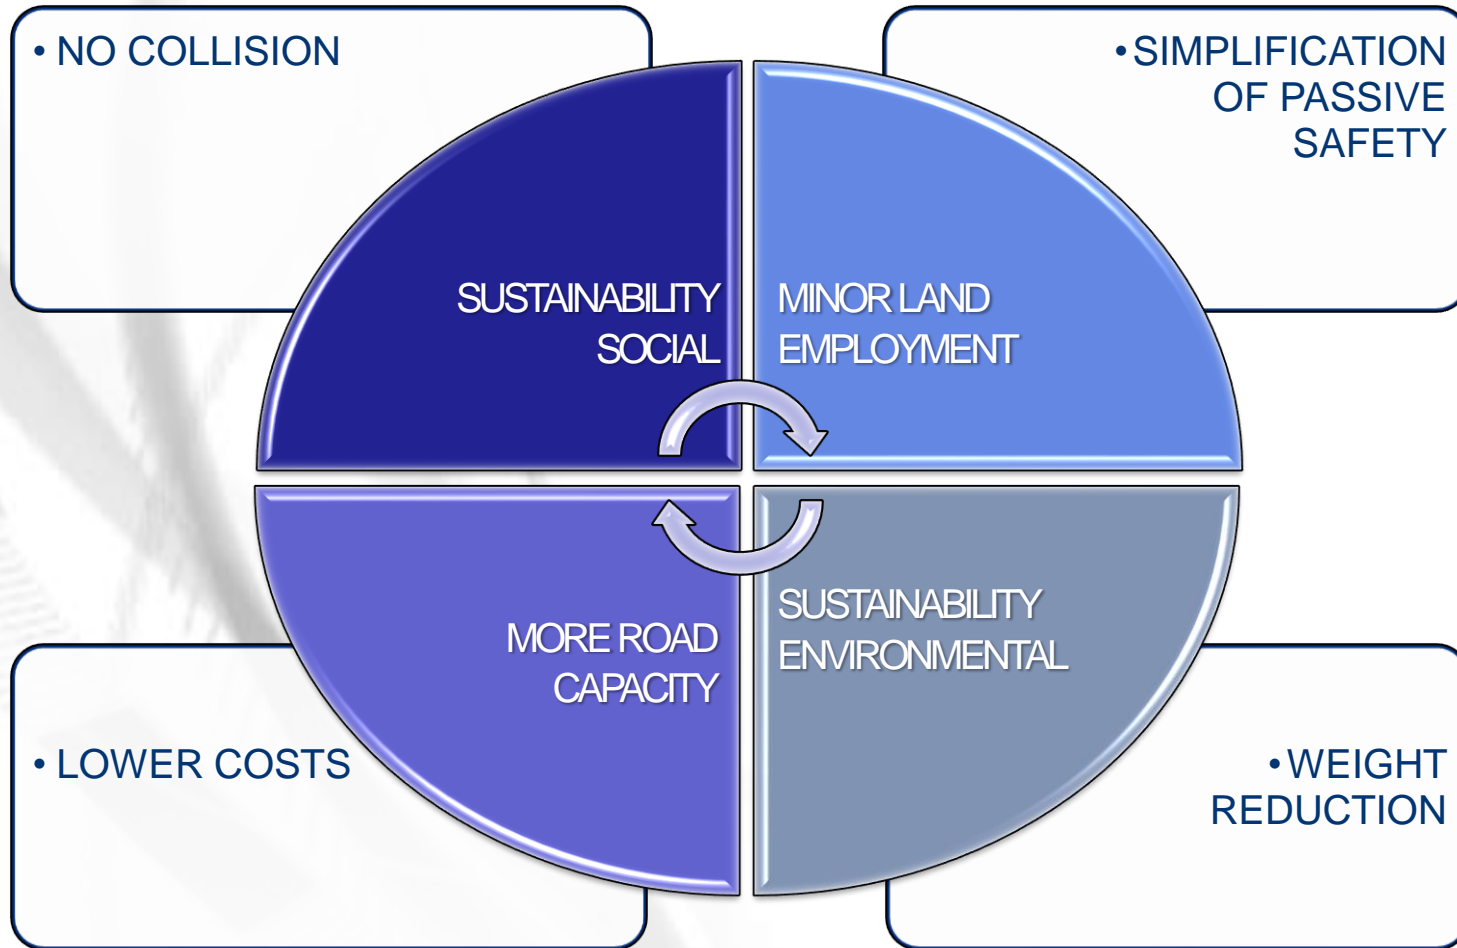 • NO COLLISION
• SIMPLIFICATION
OF PASSIVE
SAFETY
SUSTAINABILITY
SOCIAL
MINOR LAND
EMPLOYMENT
MORE ROAD
CAPACITY
SUSTAINABILITY
ENVIRONMENTAL
• LOWER COSTS
• WEIGHT
REDUCTION